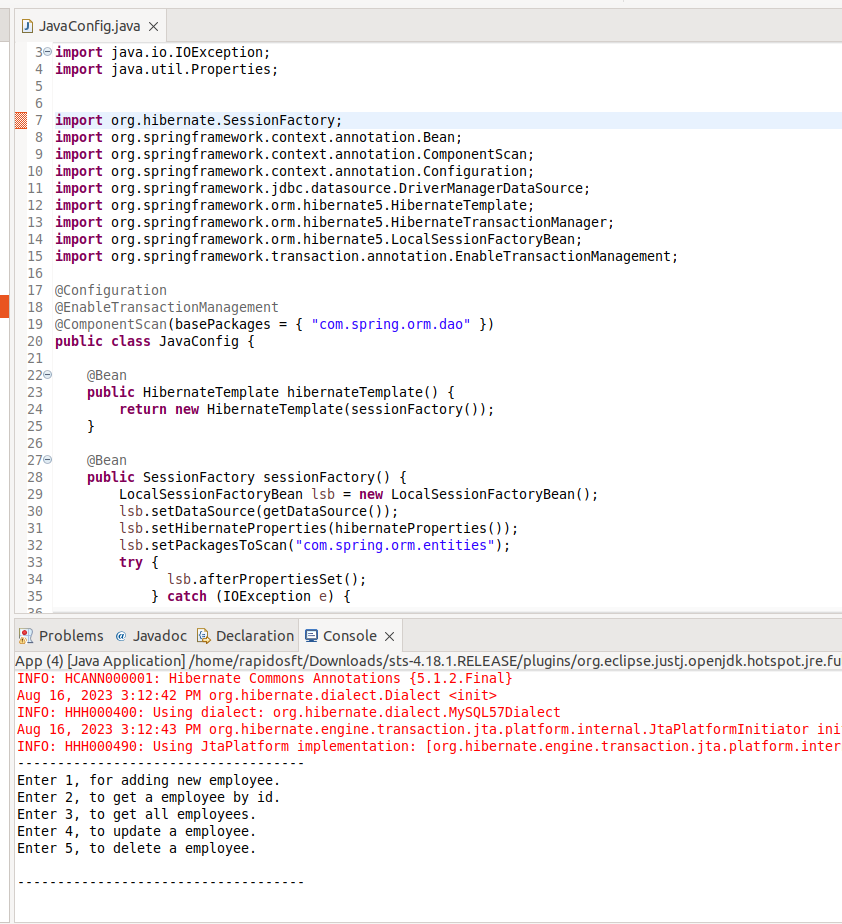 JavaConfig.java
3 import java.io.IOException;
4 import java.util.Properties;
5
6
7 import org.hibernate.SessionFactory;
8 import org.springframework.context.annotation.Bean;
9 import org.springframework.context.annotation.ComponentScan;
10 import org.springframework.context.annotation.Configuration;
11 import org.springframework.jdbc.datasource.DriverManagerDataSource;
12 import org.springframework.orm.hibernate5.HibernateTemplate;
13 import org.springframework.orm.hibernate5.HibernateTransactionManager;
14 import org.springframework.orm.hibernate5.LocalSessionFactoryBean;
15 import org.springframework.transaction.annotation.EnableTransactionManagement;
16
17 @Configuration
18 @EnableTransactionManagement
19 @ComponentScan(basePackages = { "com.spring.orm.dao" })
20 public class JavaConfig {
21
22 @Bean
23 public HibernateTemplate hibernateTemplate() {
24 return new HibernateTemplate(sessionFactory());
25 }
26
27 @Bean
28 public SessionFactory sessionFactory() {
29 LocalSessionFactoryBean lsb = new LocalSessionFactoryBean();
30 lsb.setDataSource(getDataSource());
31 lsb.setHibernateProperties(hibernateProperties());
32 lsb.setPackagesToScan("com.spring.orm.entities");
33 try {
34 lsb.afterPropertiesSet();
35 } catch (IOException e) {
36
Problems @ Javadoc Declaration Console
App (4) [Java Application] /home/rapidosft/Downloads/sts-4.18.1.RELEASE/plugins/org.eclipse.justj.openjdk.hotspot.jre.fu
INFO: HCANN000001: Hibernate Commons Annotations {5.1.2.Final}
Aug 16, 2023 3:12:42 PM org.hibernate.dialect.Dialect <init>
INFO: HHH000400: Using dialect: org.hibernate.dialect.MySQL57Dialect
Aug 16, 2023 3:12:43 PM org.hibernate.engine.transaction.jta.platform.internal.JtaPlatformInitiator ini
INFO: HHH000490: Using JtaPlatform implementation: [org.hibernate.engine.transaction.jta.platform.inter
------------------------------------
Enter 1, for adding new employee.
Enter 2, to get a employee by id.
Enter 3, to get all employees.
Enter 4, to update a employee.
Enter 5, to delete a employee.
------------------------------------